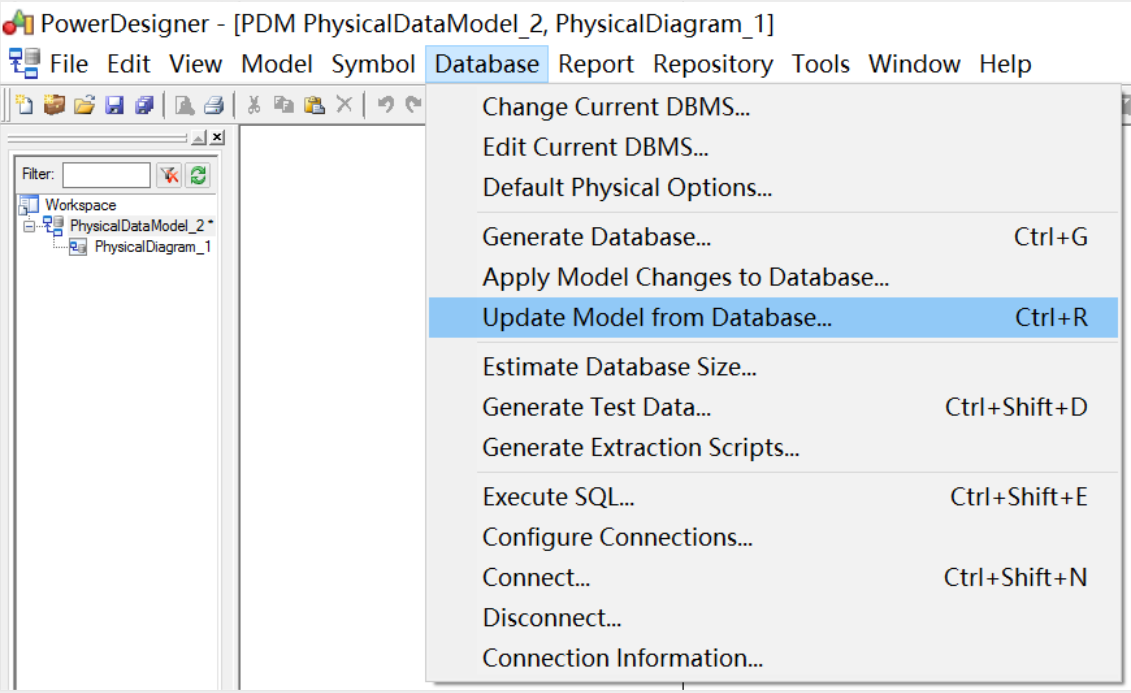 PowerDesigner - [PDM PhysicalDataModel_2, PhysicalDiagram_1]
File Edit View Model Symbol Database Report Repository Tools Window Help
Change Current DBMS...
Edit Current DBMS...
Default Physical Options...
Generate Database... Ctrl+G
Apply Model Changes to Database...
Update Model from Database... Ctrl+R
Estimate Database Size...
Generate Test Data... Ctrl+Shift+D
Generate Extraction Scripts...
Execute SQL... Ctrl+Shift+E
Configure Connections...
Connect... Ctrl+Shift+N
Disconnect...
Connection Information...
Filter:
Workspace
PhysicalDataModel_2 *
PhysicalDiagram_1